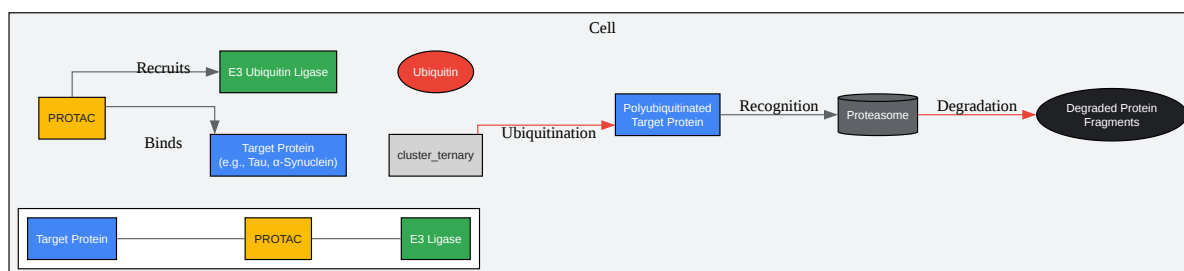 Cell
Recruits
E3 Ubiquitin Ligase
Ubiquitin
PROTAC
Binds
Target Protein
(e.g., Tau, α-Synuclein)
cluster_ternary
Ubiquitination
Polyubiquitinated
Target Protein
Recognition
Proteasome
Degradation
Degraded Protein
Fragments
Target Protein
PROTAC
E3 Ligase